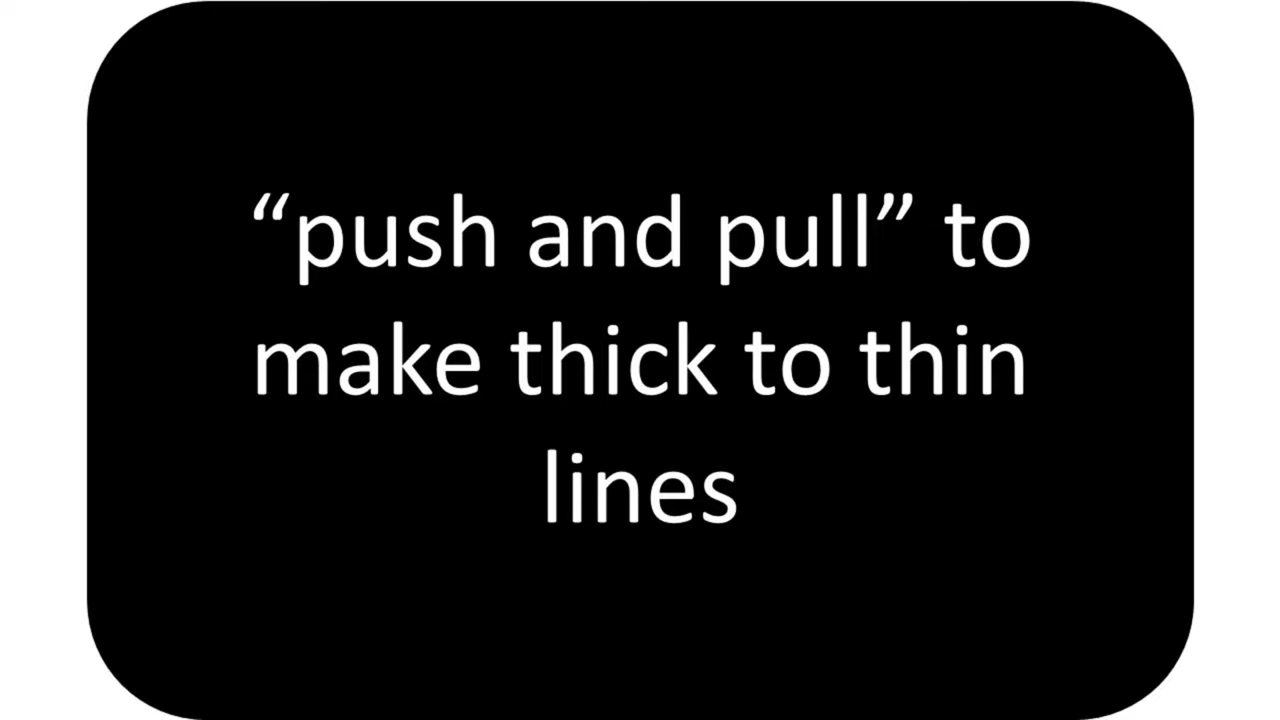 “push and pull” to
make thick to thin
lines